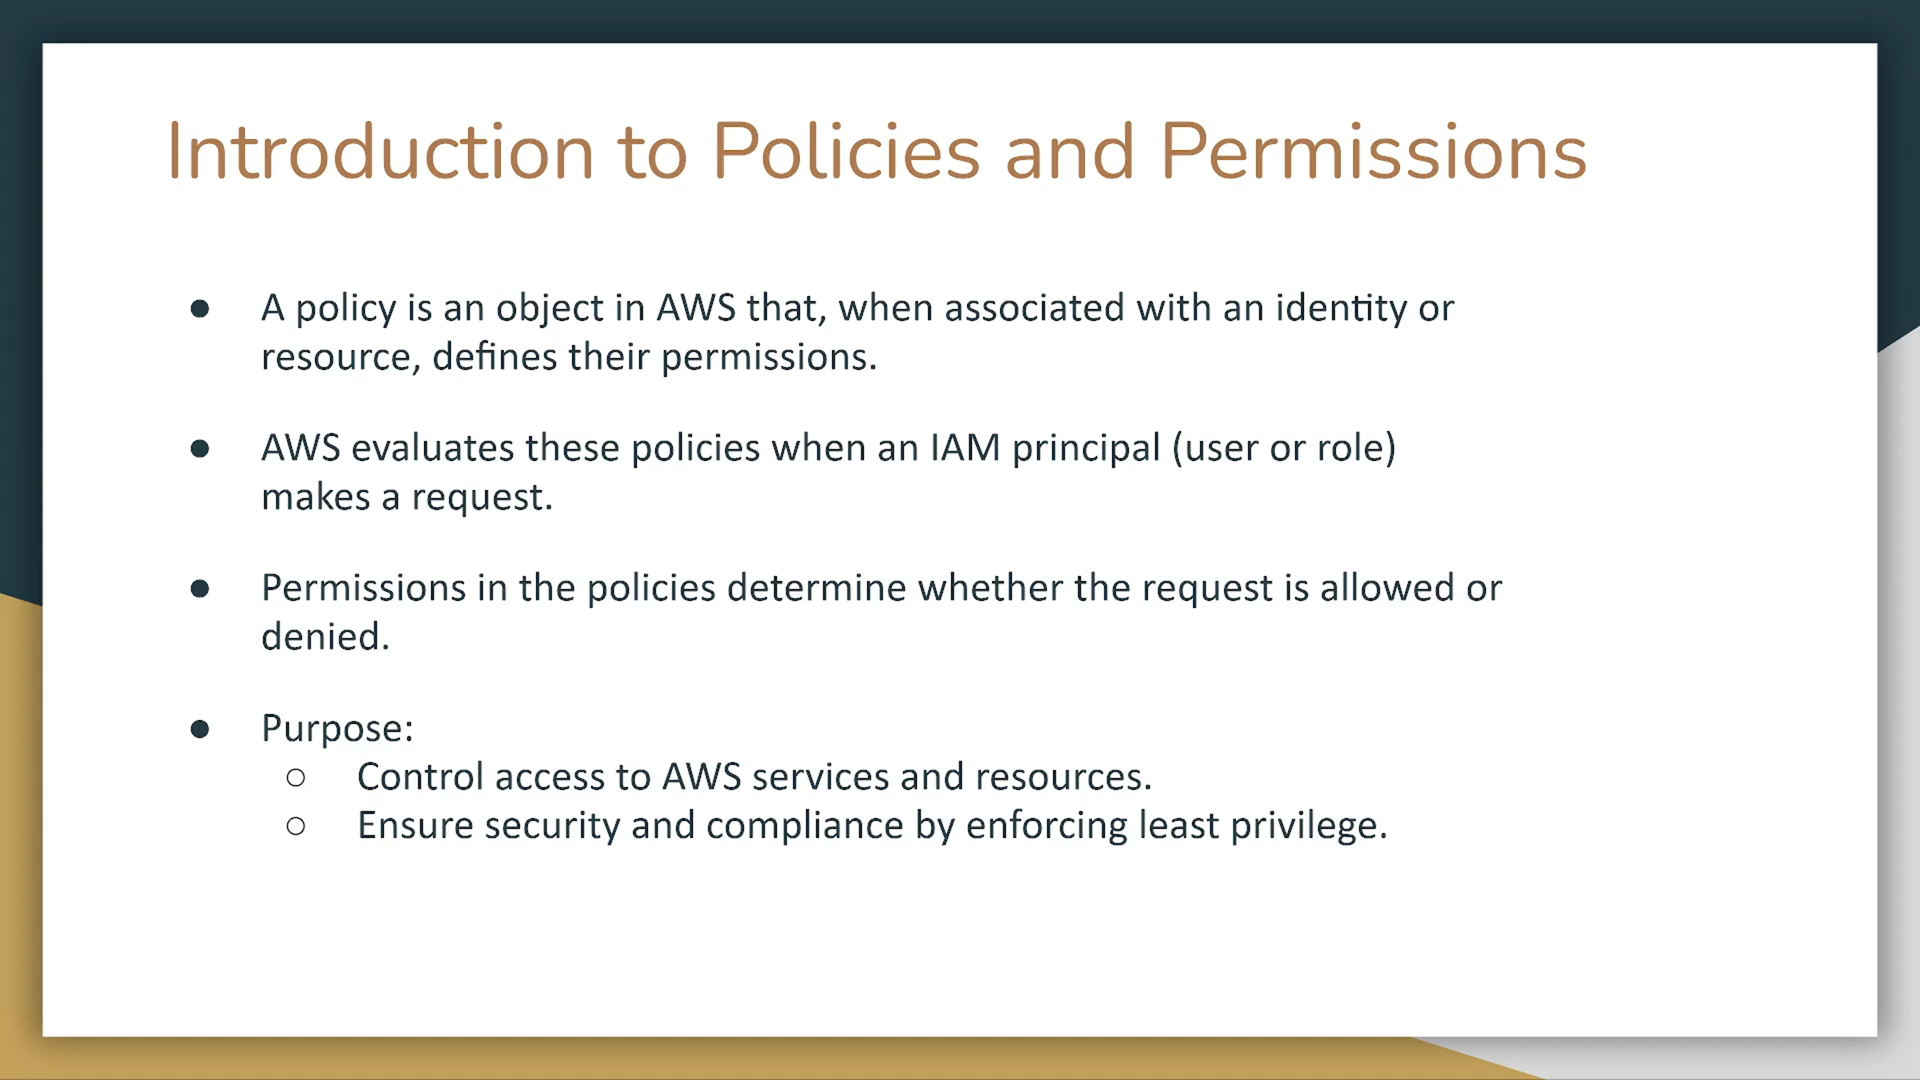 Introduction to Policies and Permissions
● A policy is an object in AWS that, when associated with an identity or
resource, defines their permissions.
● AWS evaluates these policies when an IAM principal (user or role)
makes a request.
● Permissions in the policies determine whether the request is allowed or
denied.
● Purpose:
○ Control access to AWS services and resources.
○ Ensure security and compliance by enforcing least privilege.